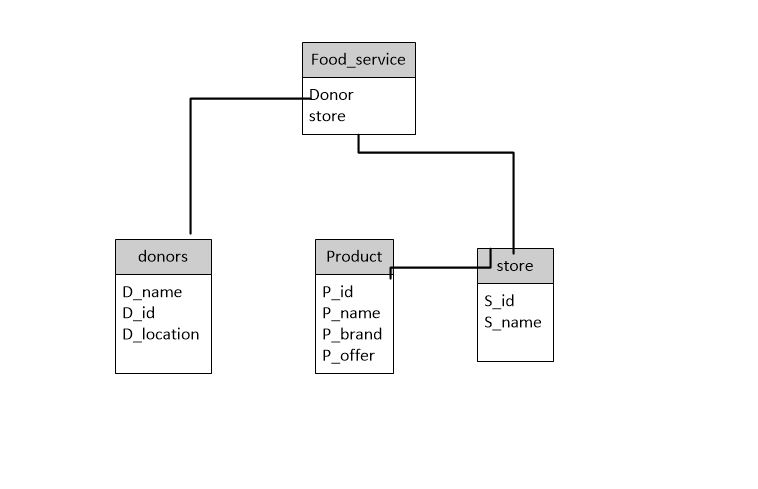 Food_service
Donor
store
donors
D_name
D_id
D_location
Product
P_id
P_name
P_brand
P_offer
store
S_id
S_name